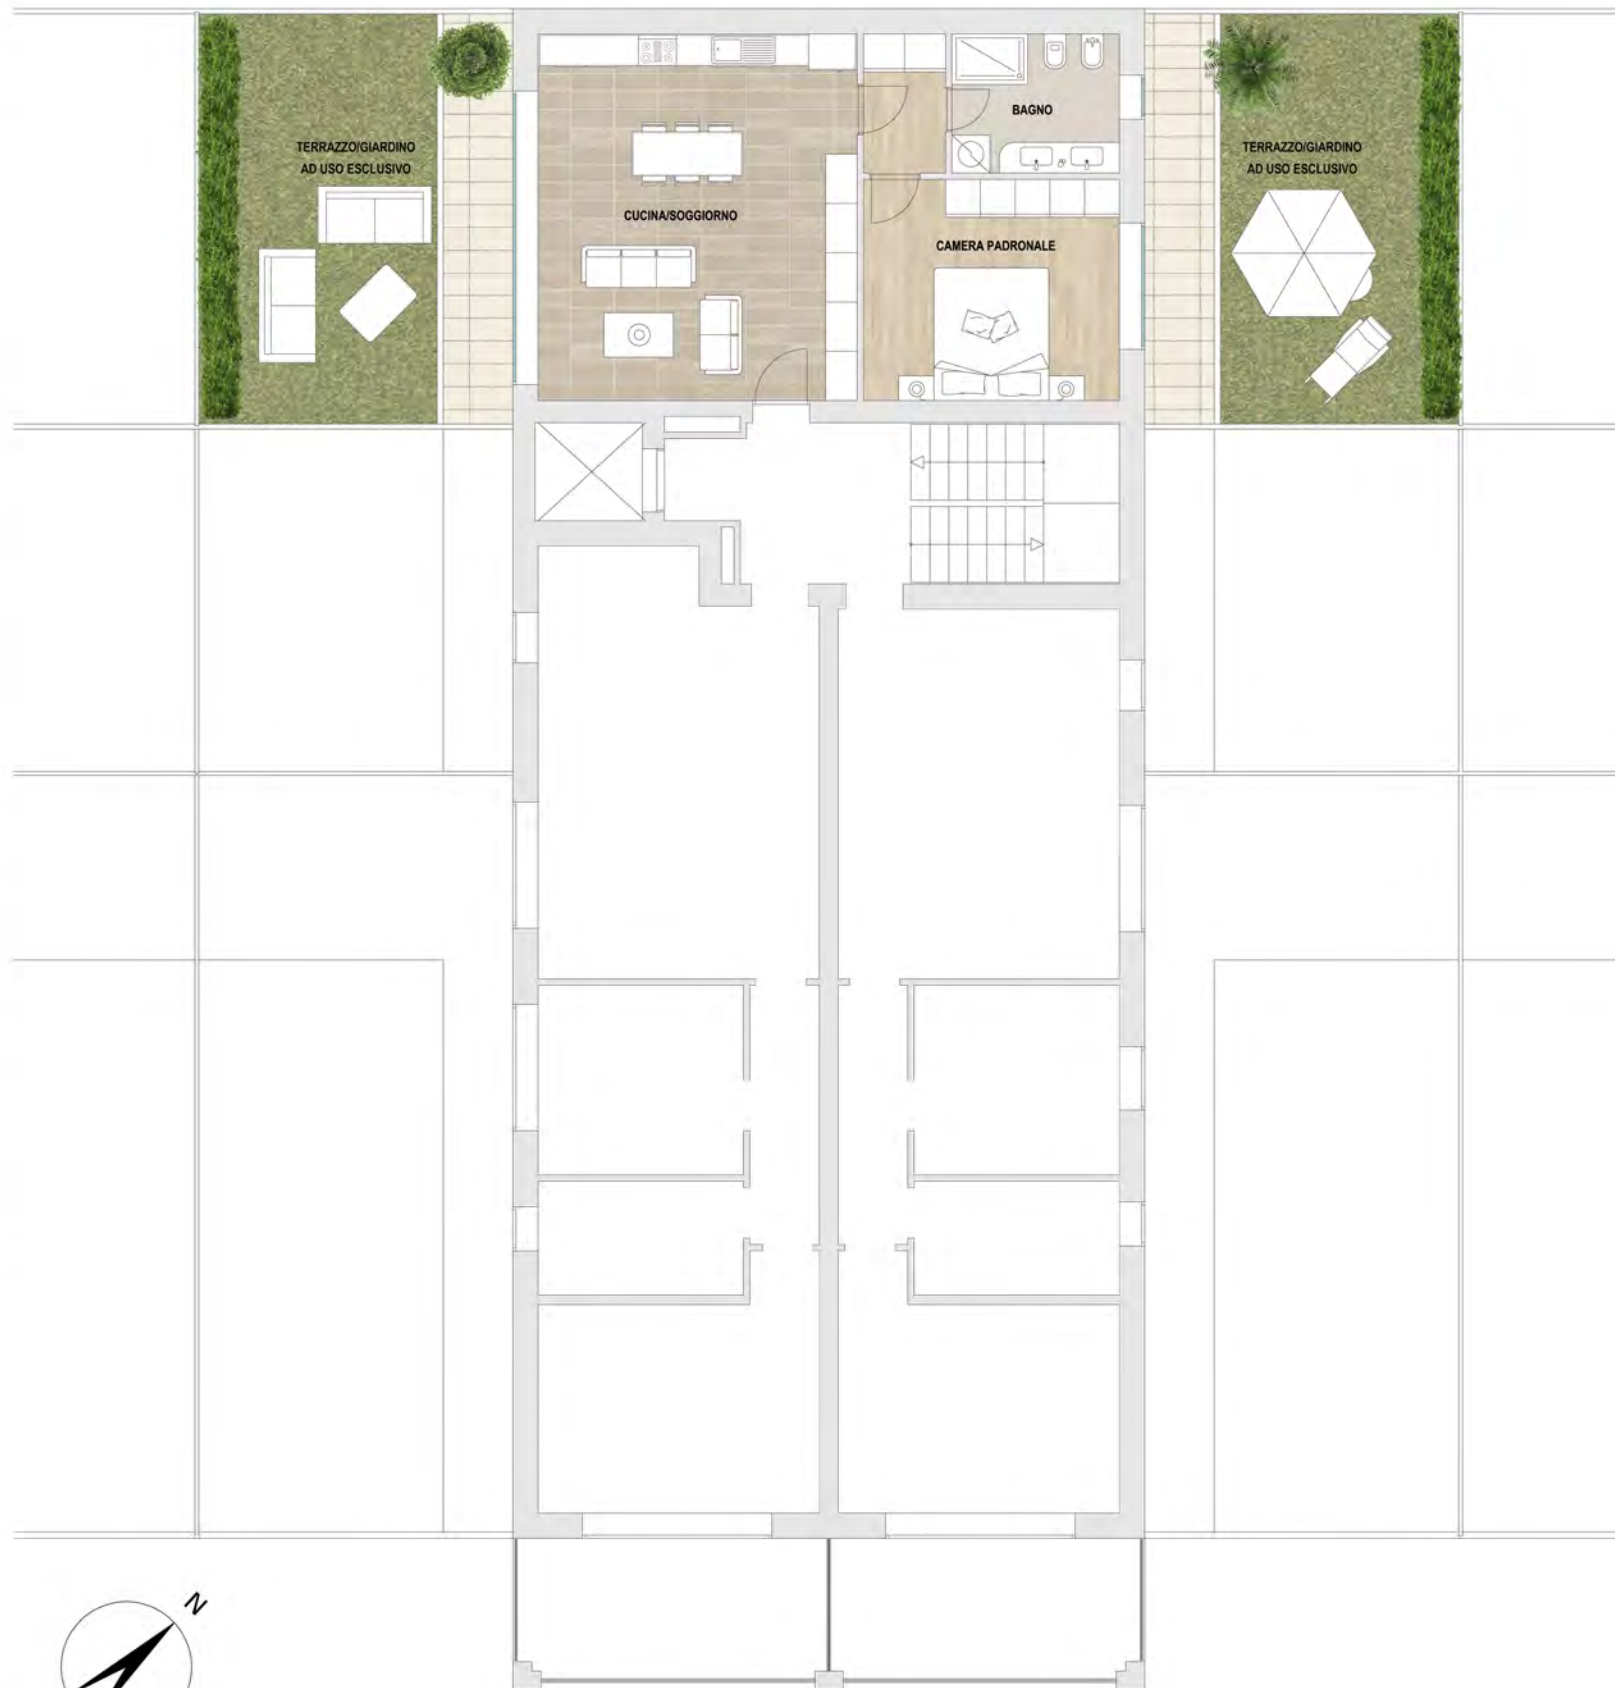 BAGNO
TERRAZZO/GIARDINO
AD USO ESCLUSIVO
TERRAZZO/GIARDINO
AD USO ESCLUSIVO
CUCINA/SOGGIORNO
CAMERA PADRONALE
N